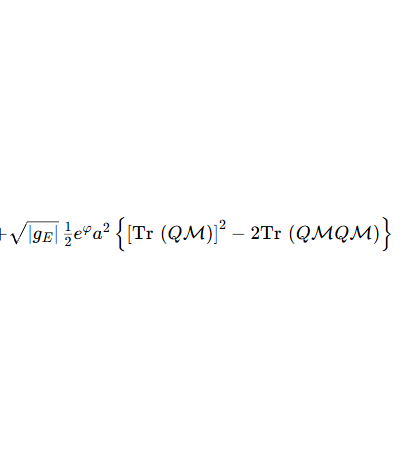 +√|g_E| ½e^φ a² {[Tr (Qℳ)]² − 2Tr (QℳQℳ)}